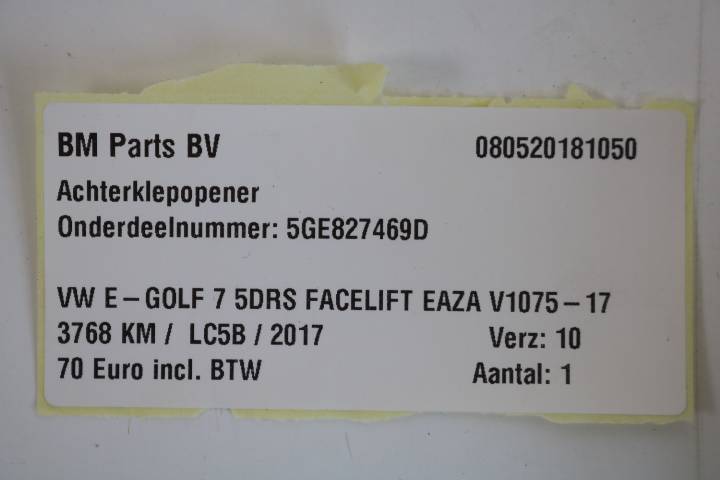 BM Parts BV 080520181050
Achterklepopener
Onderdeelnummer: 5GE827469D
VW E-GOLF 7 5DRS FACELIFT EAZA V1075-17
3768 KM / LC5B / 2017 Verz: 10
70 Euro incl. BTW Aantal: 1